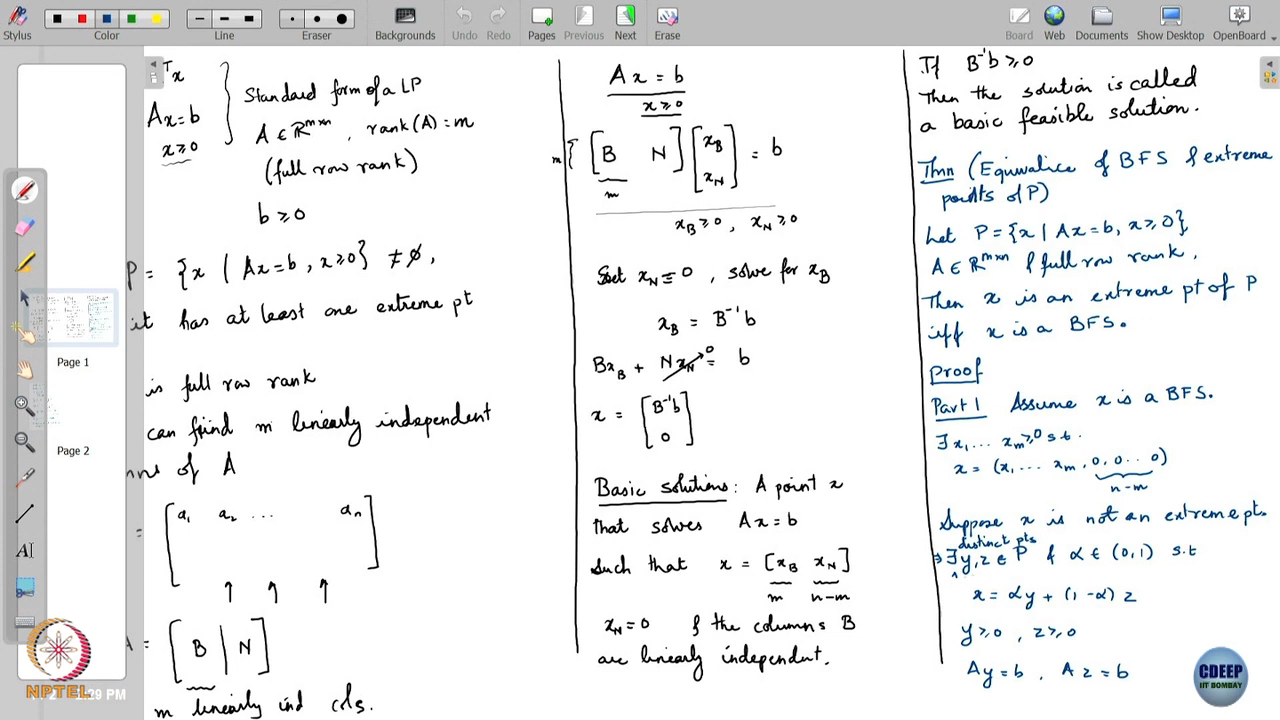 Stylus
Color
Line
Eraser
Backgrounds
Undo
Redo
Pages
Previous
Next
Erase
Board
Web
Documents
Show Desktop
OpenBoard
Page 1
Page 2
T x
Ax=b
x≥0
Standard form of a LP
A ∈ ℝ^{m×n}, rank(A) = m
(full row rank)
b ≥ 0
P = {x | Ax=b, x≥0} ≠ ∅,
it has at least one extreme pt
is full row rank
can find m linearly independent
of A
= [a₁ a₂ ... aₙ]
↑ ↑ ↑
A = [B | N]
m linearly ind cols.
Ax = b
x≥0
m { [B N] [x_B x_N] = b
m
x_B ≥0, x_N ≥0
Set x_N = 0, solve for x_B
x_B = B⁻¹b
Bx_B + Nx_N⁰ = b
x = [B⁻¹b 0]
Basic solutions: A point x
that solves Ax = b
Such that x = [x_B x_N]
m n-m
x_N = 0 & the columns B
are linearly independent.
If B⁻¹b ≥ 0
Then the solution is called
a basic feasible solution.
Thm (Equivalice of BFS & extreme
points of P)
Let P = {x | Ax=b, x≥0},
A ∈ ℝ^{m×n} & full row rank,
Then x is an extreme pt of P
iff x is a BFS.
Proof
Part 1 Assume x is a BFS.
∃ x₁... x_m ≥0 s.t.
x = (x₁... x_m, 0, 0... 0)
n-m
Suppose x is not an extreme pt.
distinct pts
⇒ ∃ y, z ∈ P & α ∈ (0,1) s.t
x = αy + (1-α) z
y≥0, z≥0
Ay = b, Az = b
NPTEL
:29 PM
CDEEP
IIT BOMBAY